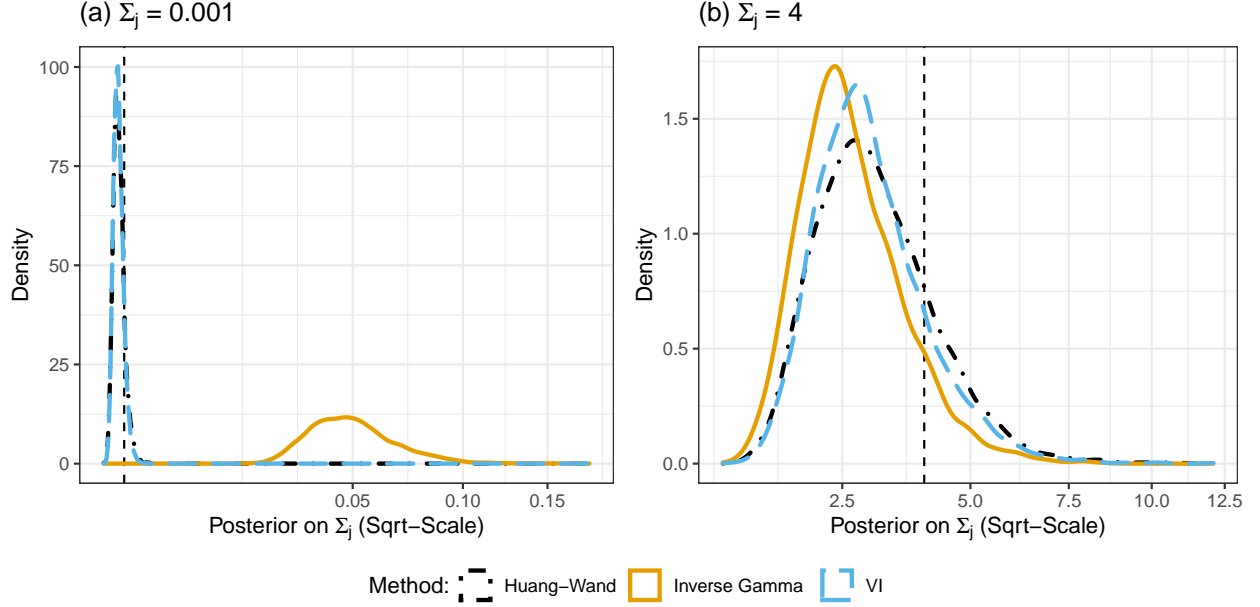 (a) Σj = 0.001
(b) Σj = 4
Density
100
75
50
25
0
0.05
0.10
0.15
Posterior on Σj (Sqrt−Scale)
Density
1.5
1.0
0.5
0.0
2.5
5.0
7.5
10.0
12.5
Posterior on Σj (Sqrt−Scale)
Method: Huang−Wand Inverse Gamma VI